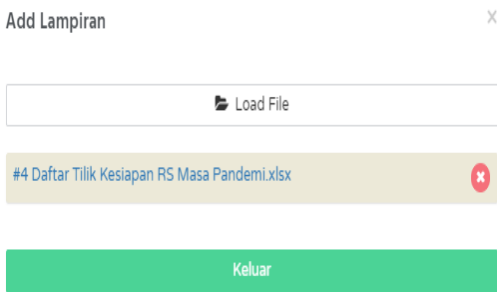 Add Lampiran
X
Load File
#4 Daftar Tilik Kesiapan RS Masa Pandemi.xlsx
Keluar